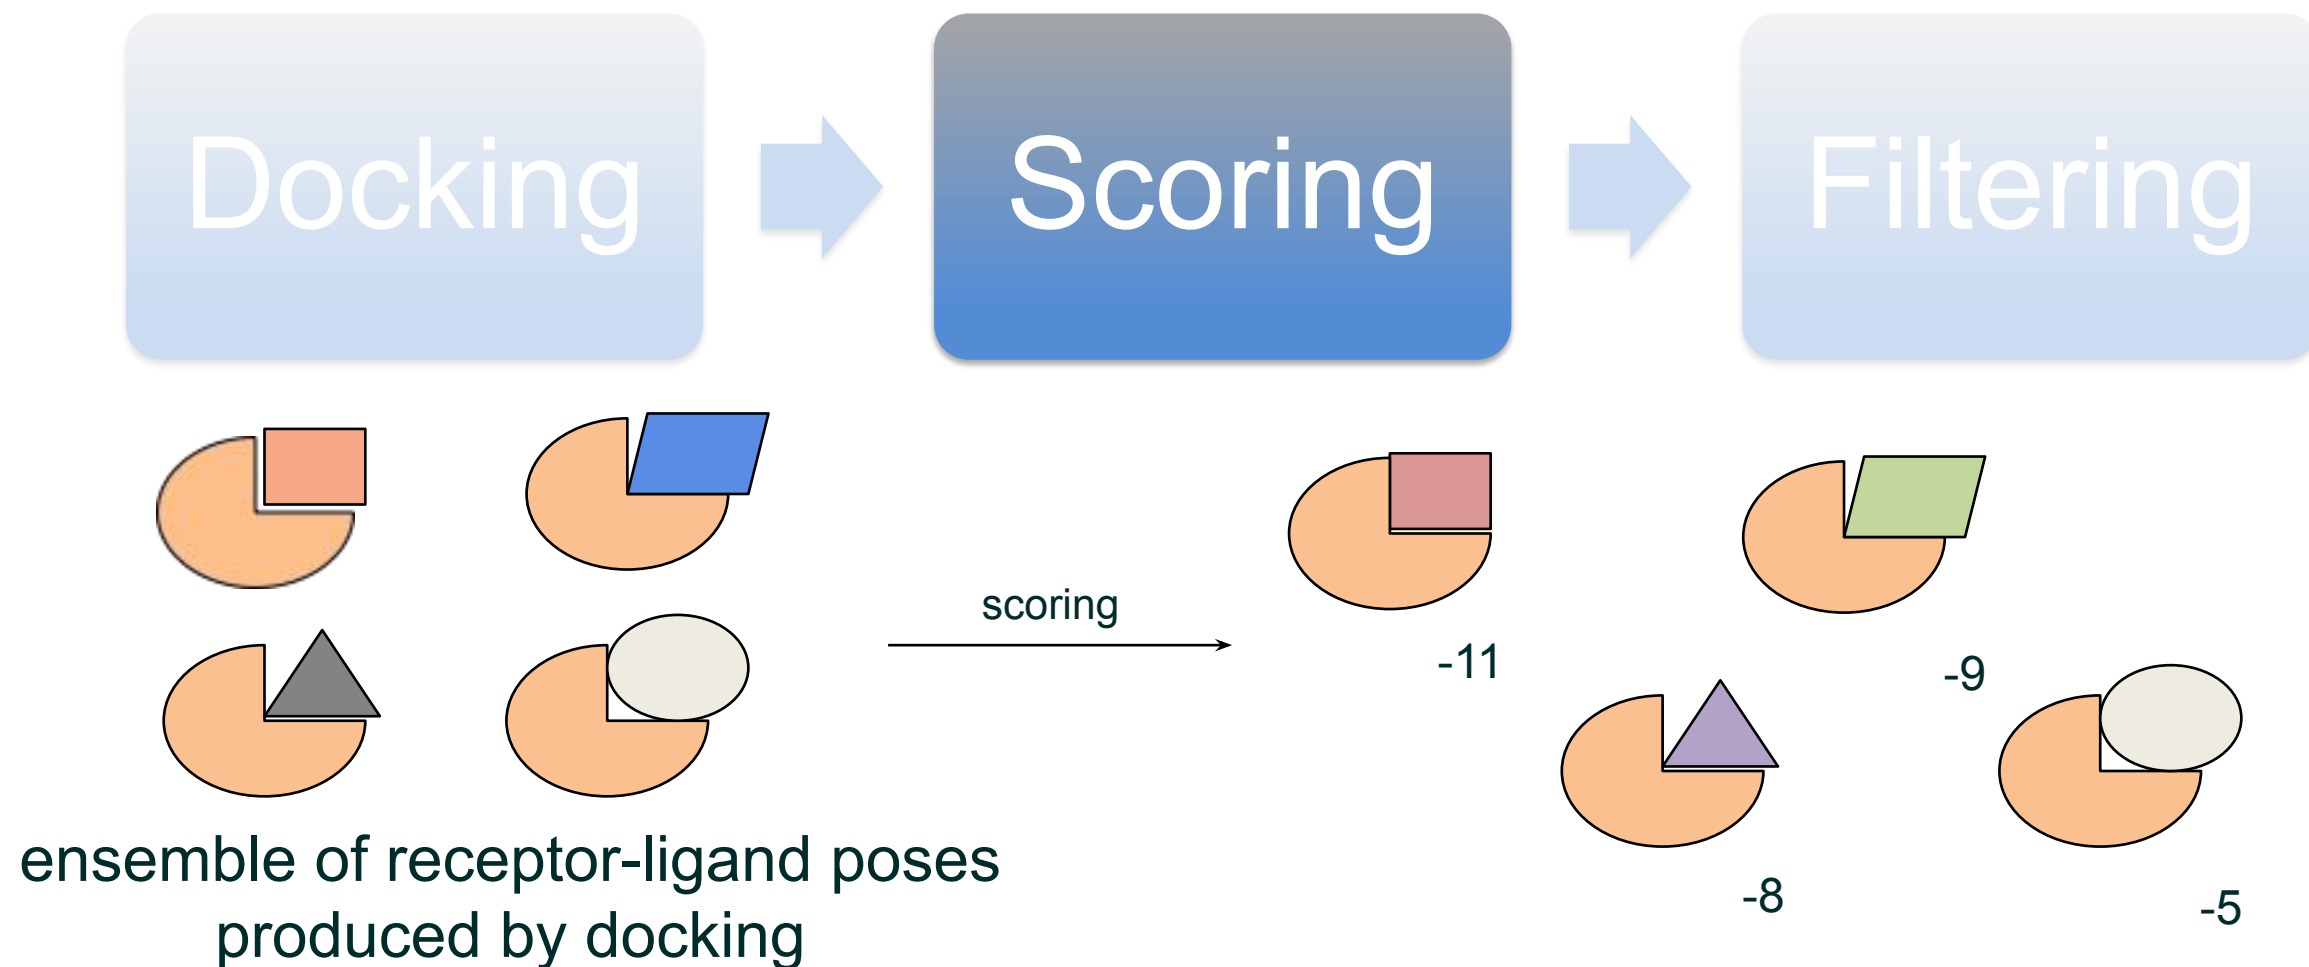 Docking
Scoring
Filtering
scoring
-11
-9
-8
-5
ensemble of receptor-ligand poses
produced by docking